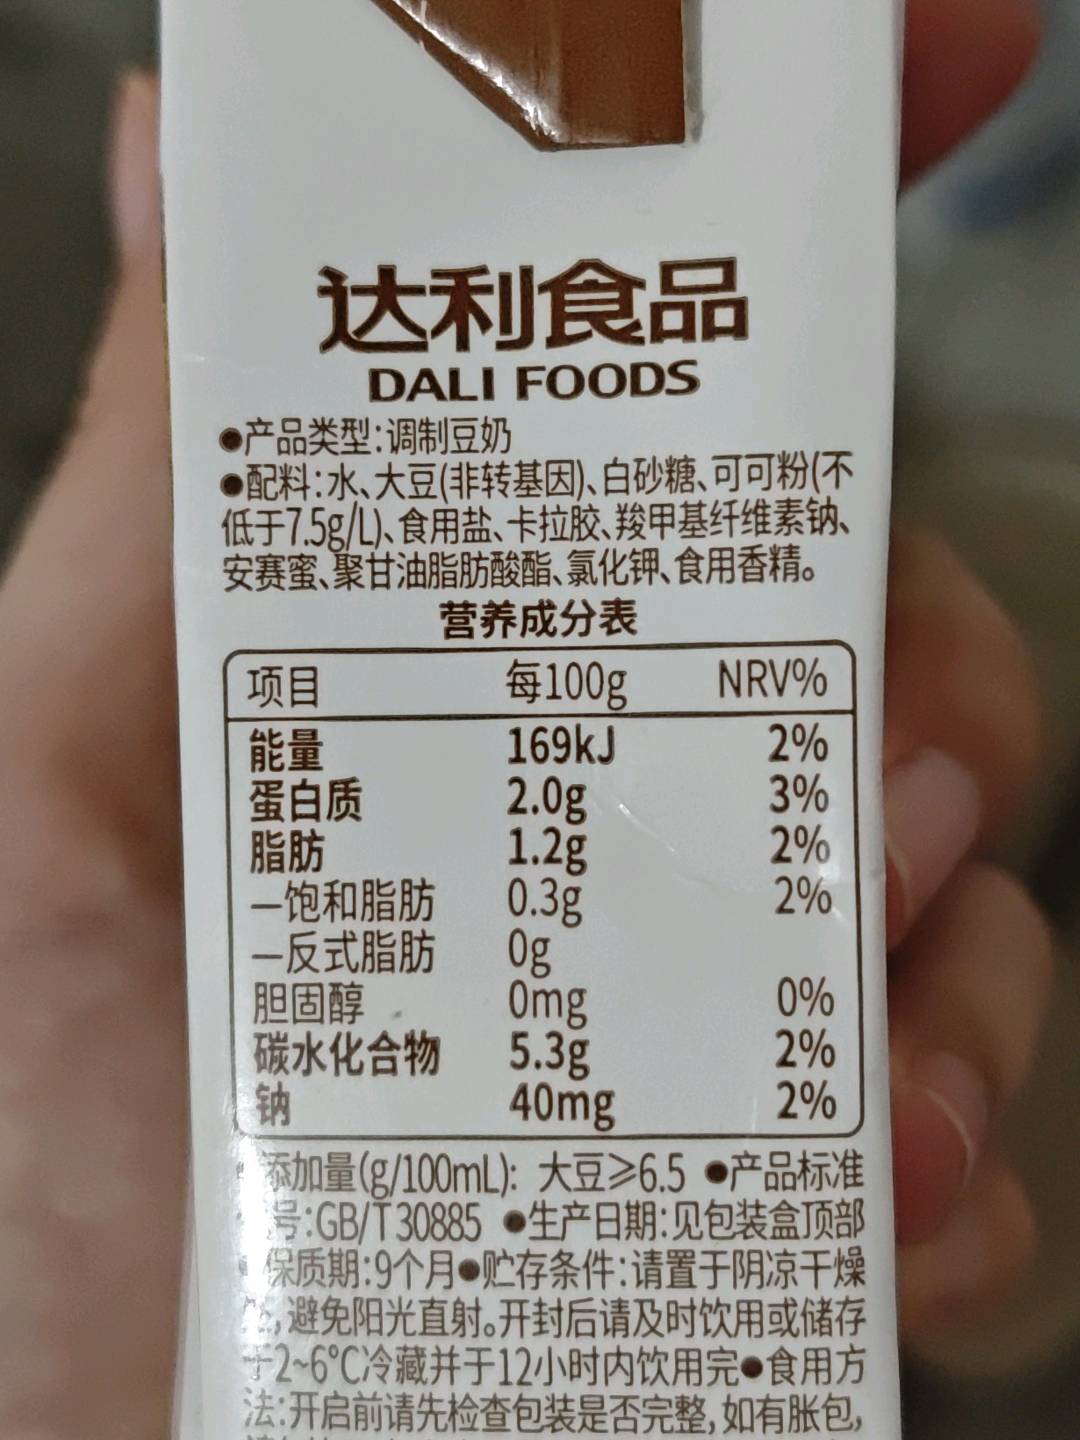 达利食品
DALI FOODS
●产品类型:调制豆奶
●配料:水、大豆(非转基因)、白砂糖、可可粉(不
低于7.5g/L)、食用盐、卡拉胶、羧甲基纤维素钠、
安赛蜜、聚甘油脂肪酸酯、氯化钾、食用香精。
营养成分表
项目 每100g NRV%
能量 169kJ 2%
蛋白质 2.0g 3%
脂肪 1.2g 2%
—饱和脂肪 0.3g 2%
—反式脂肪 0g
胆固醇 0mg 0%
碳水化合物 5.3g 2%
钠 40mg 2%
添加量(g/100mL): 大豆≥6.5 ●产品标准
号:GB/T30885 ●生产日期:见包装盒顶部
保质期:9个月●贮存条件:请置于阴凉干燥
,避免阳光直射。开封后请及时饮用或储存
于2~6°C冷藏并于12小时内饮用完●食用方
法:开启前请先检查包装是否完整,如有胀包,